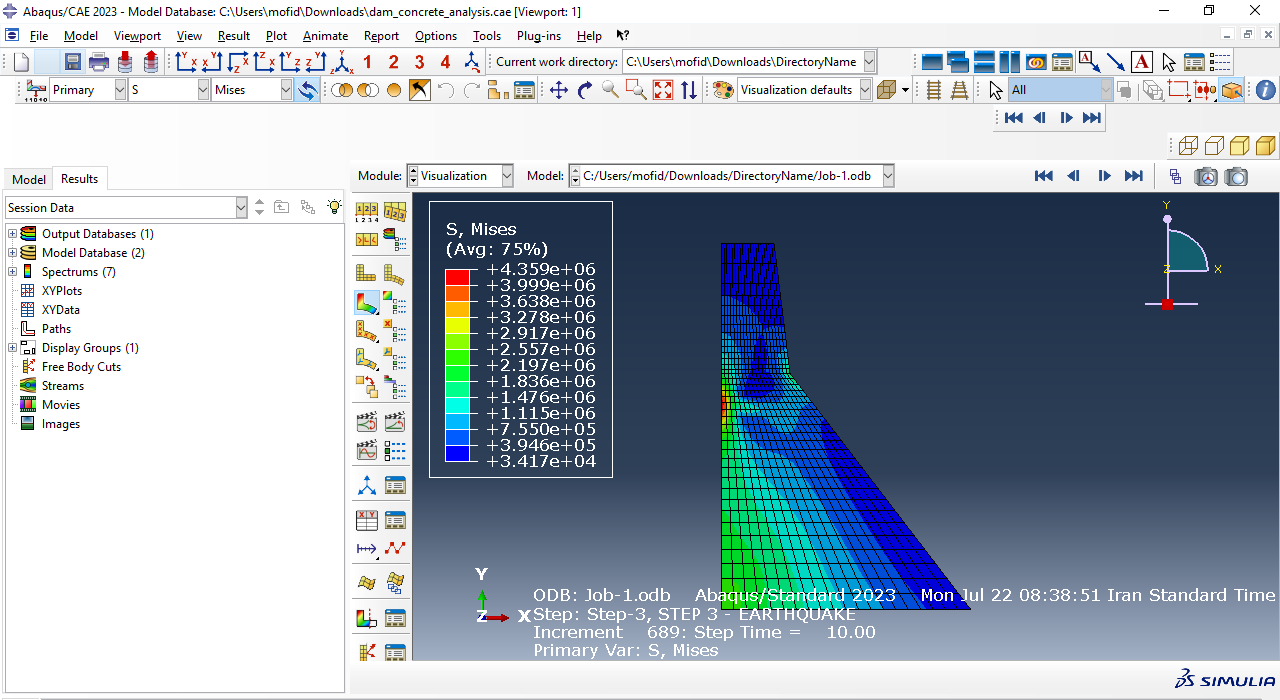 Abaqus/CAE 2023 - Model Database: C:\Users\mofid\Downloads\dam_concrete_analysis.cae [Viewport: 1]
File Model Viewport View Result Plot Animate Report Options Tools Plug-ins Help
1 2 3 4 Current work directory: C:\Users\mofid\Downloads\DirectoryName A A
Primary S Mises Visualization defaults All
Model Results
Module: Visualization Model: C:/Users/mofid/Downloads/DirectoryName/Job-1.odb
Session Data
Output Databases (1)
Model Database (2)
Spectrums (7)
XYPlots
XYData
Paths
Display Groups (1)
Free Body Cuts
Streams
Movies
Images
S, Mises
(Avg: 75%)
+4.359e+06
+3.999e+06
+3.638e+06
+3.278e+06
+2.917e+06
+2.557e+06
+2.197e+06
+1.836e+06
+1.476e+06
+1.115e+06
+7.550e+05
+3.946e+05
+3.417e+04
Y
Z X
Y
Z X
ODB: Job-1.odb Abaqus/Standard 2023 Mon Jul 22 08:38:51 Iran Standard Time
Step: Step-3, STEP 3 - EARTHQUAKE
Increment 689: Step Time = 10.00
Primary Var: S, Mises
SIMULIA